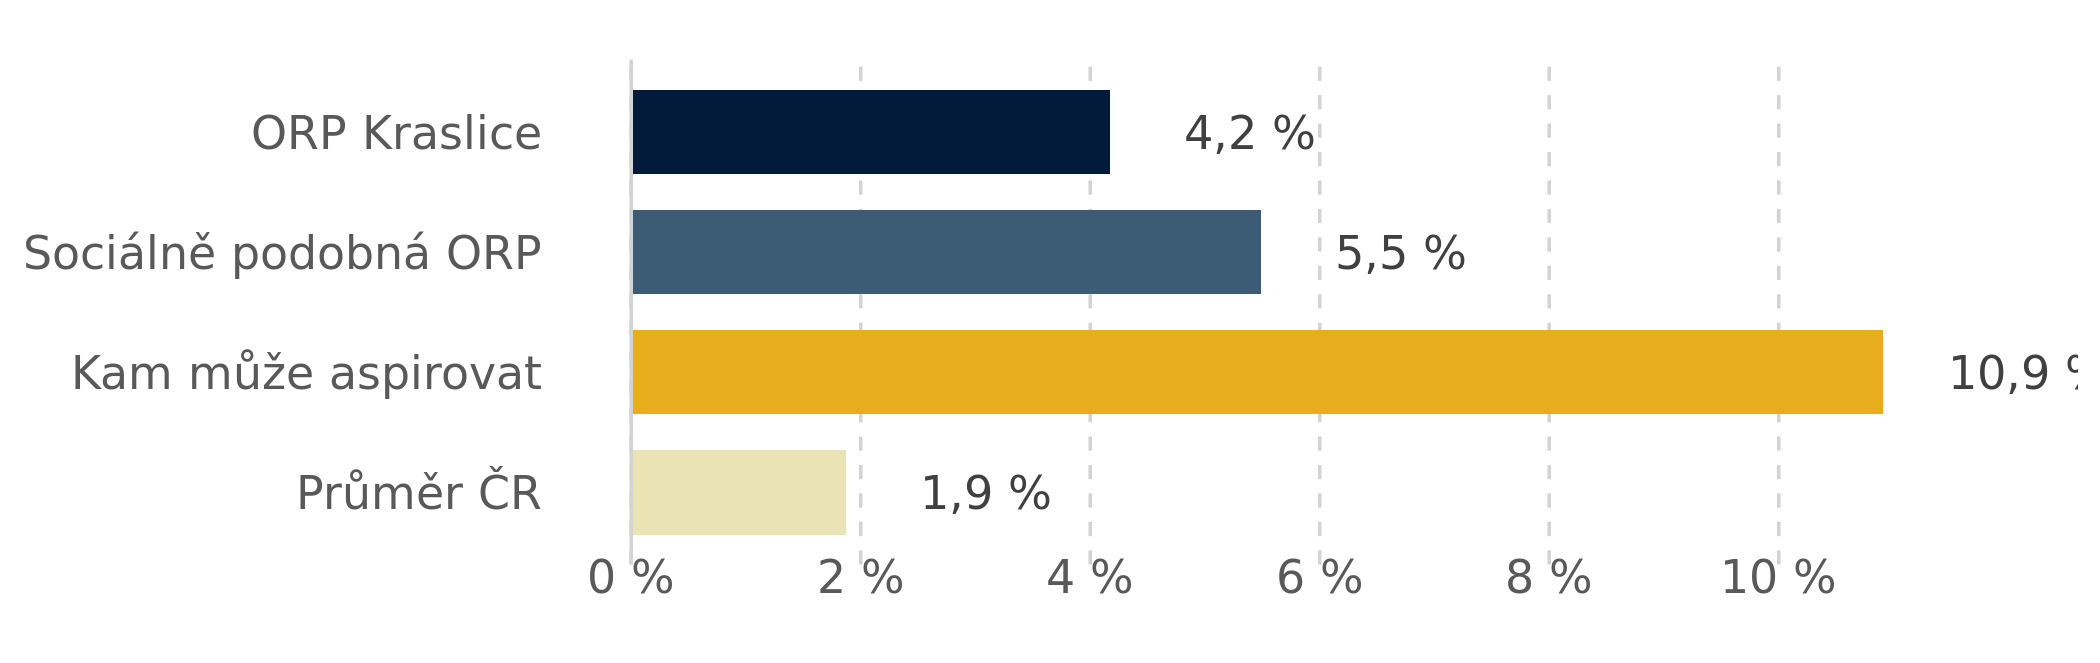 ORP Kraslice 4,2 %
Sociálně podobná ORP 5,5 %
Kam může aspirovat 10,9 %
Průměr ČR 1,9 %
0 % 2 % 4 % 6 % 8 % 10 %